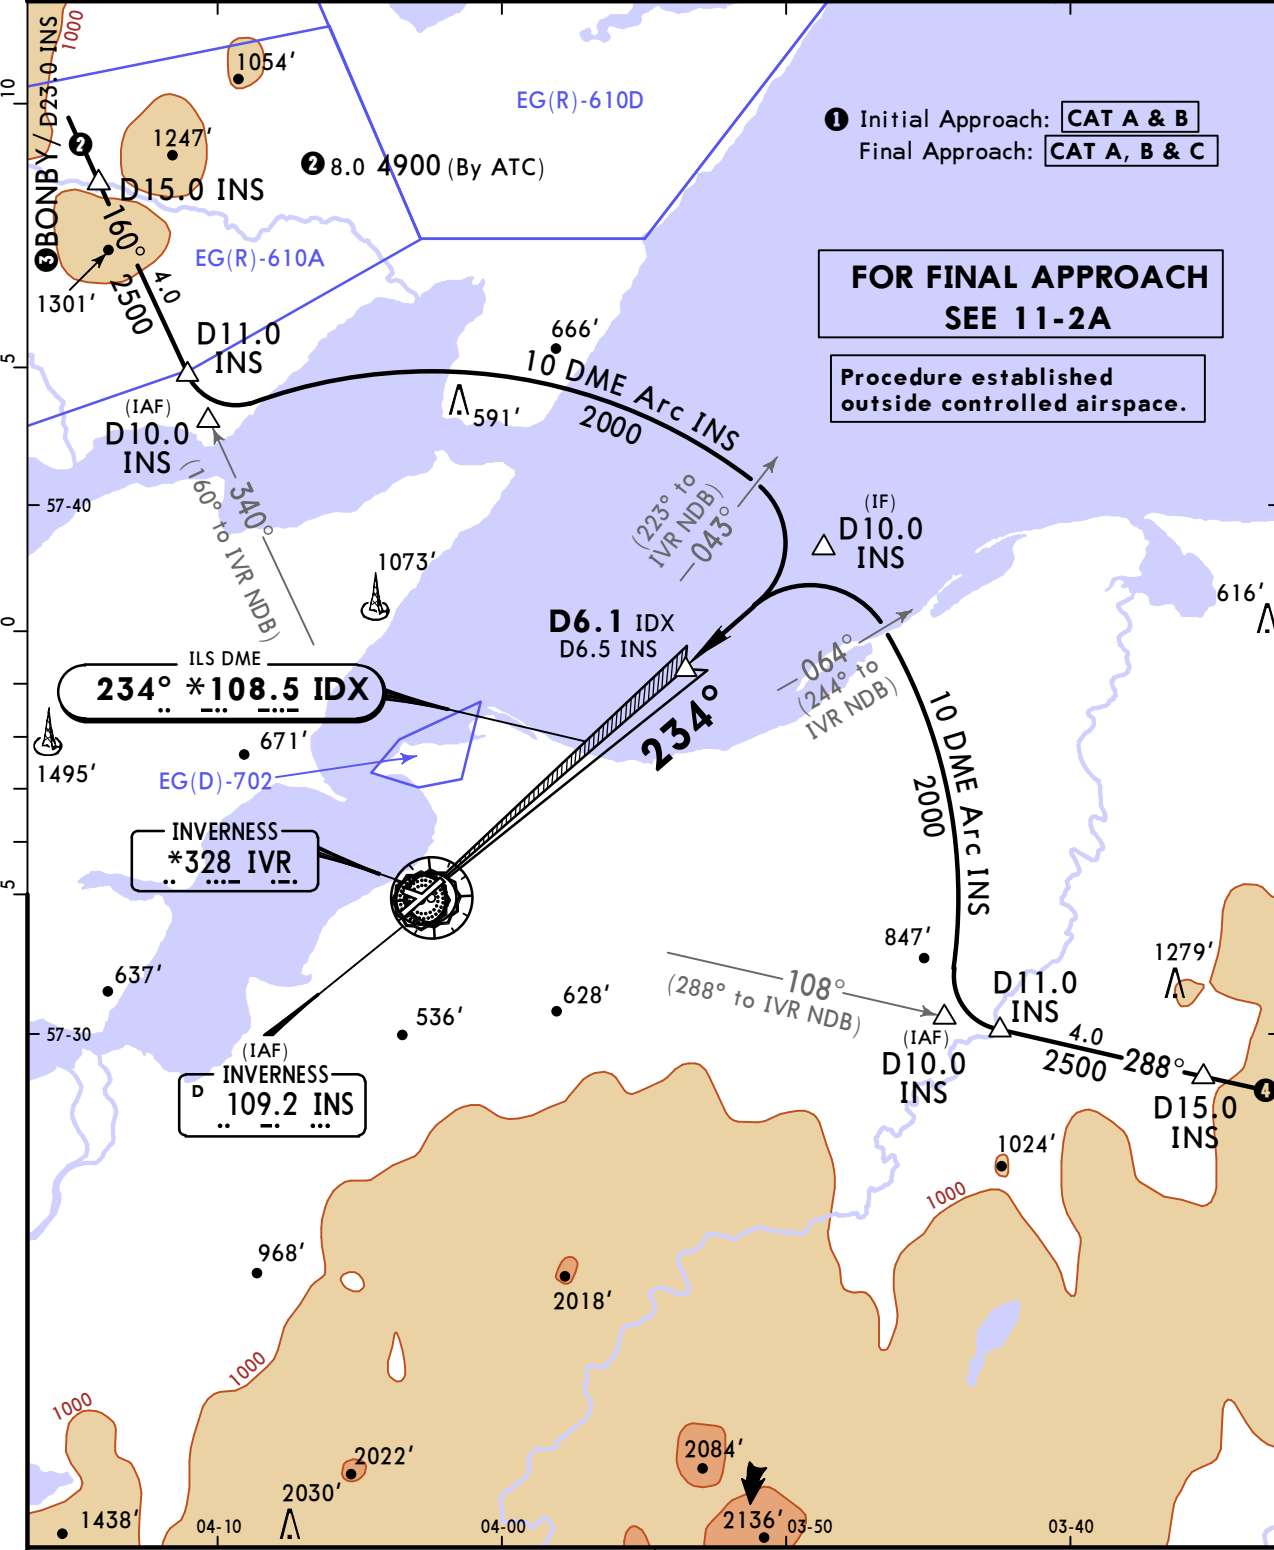 1000
❸BONBY/D23.0 INS
10
1054'
EG(R)-610D
❶ Initial Approach: CAT A & B
Final Approach: CAT A, B & C
❷
1247'
❷ 8.0 4900 (By ATC)
D15.0 INS
160°
4.0
2500
EG(R)-610A
1301'
FOR FINAL APPROACH
SEE 11-2A
D11.0
INS
666'
5
10 DME Arc INS
2000
Procedure established
outside controlled airspace.
(IAF)
D10.0
INS
591'
340°
(160° to IVR NDB)
(223° to
IVR NDB)
043°
57-40
(IF)
D10.0
INS
1073'
616'
0
D6.1 IDX
D6.5 INS
064°
(244° to
IVR NDB)
ILS DME
234° *108.5 IDX
234°
10 DME Arc INS
2000
671'
1495'
EG(D)-702
INVERNESS
*328 IVR
5
847'
1279'
637'
108°
(288° to IVR NDB)
D11.0
INS
628'
536'
57-30
(IAF)
INVERNESS
D 109.2 INS
(IAF)
D10.0
INS
4.0
2500
288°
❹
D15.0
INS
1024'
1000
968'
2018'
1000
1000
2084'
2022'
2030'
1438'
2136'
04-10
04-00
03-50
03-40